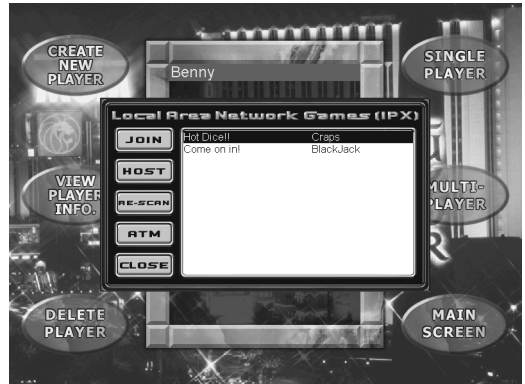 CREATE
NEW
PLAYER
Benny
SINGLE
PLAYER
Local Area Network Games (IPX)
JOIN
HOST
RE-SCAN
ATM
CLOSE
Hot Dice!! Craps
Come on in! BlackJack
VIEW
PLAYER
INFO.
MULTI-
PLAYER
R
DELETE
PLAYER
MAIN
SCREEN